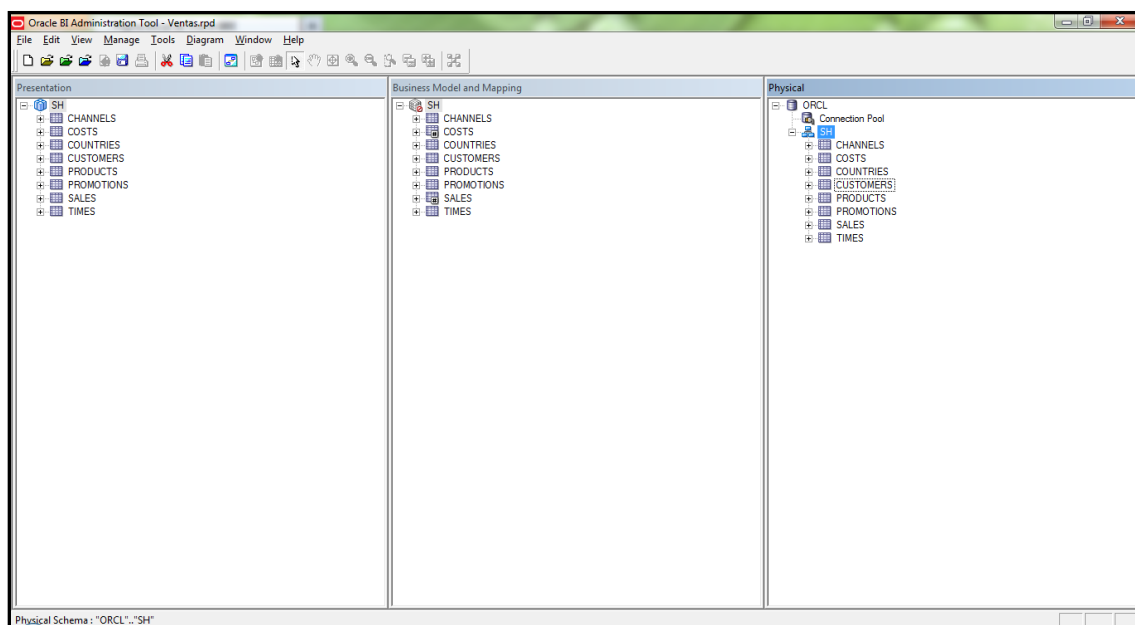 Oracle BI Administration Tool - Ventas.rpd
File Edit View Manage Tools Diagram Window Help
Presentation
SH
CHANNELS
COSTS
COUNTRIES
CUSTOMERS
PRODUCTS
PROMOTIONS
SALES
TIMES
Business Model and Mapping
SH
CHANNELS
COSTS
COUNTRIES
CUSTOMERS
PRODUCTS
PROMOTIONS
SALES
TIMES
Physical
ORCL
Connection Pool
SH
CHANNELS
COSTS
COUNTRIES
CUSTOMERS
PRODUCTS
PROMOTIONS
SALES
TIMES
Physical Schema : "ORCL".."SH"